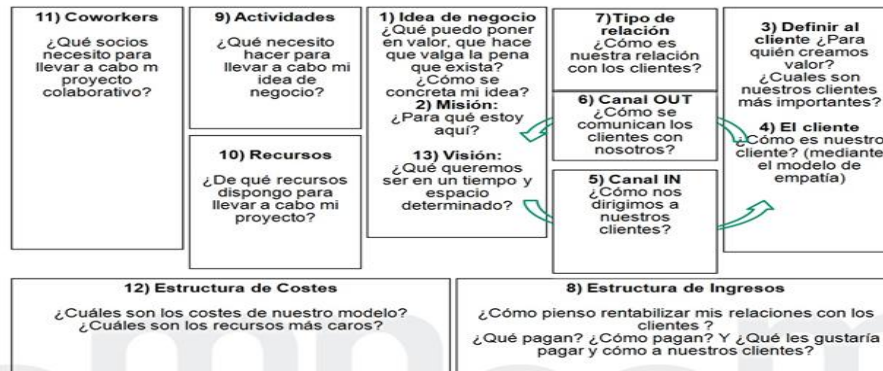 11) Coworkers
¿Qué socios
necesito para
llevar a cabo m
proyecto
colaborativo?
9) Actividades
¿Qué necesito
hacer para
llevar a cabo mi
idea de
negocio?
10) Recursos
¿De qué recursos
dispongo para
llevar a cabo mi
proyecto?
1) Idea de negocio
¿Qué puedo poner
en valor, que hace
que valga la pena
que exista?
¿Cómo se
concreta mi idea?
2) Misión:
¿Para qué estoy
aquí?
13) Visión:
¿Qué queremos
ser en un tiempo y
espacio
determinado?
7)Tipo de
relación
¿Cómo es
nuestra relación
con los clientes?
6) Canal OUT
¿Cómo se
comunican los
clientes con
nosotros?
5) Canal IN
¿Cómo nos
dirigimos a
nuestros
clientes?
3) Definir al
cliente ¿Para
quién creamos
valor?
¿Cuales son
nuestros clientes
más importantes?
4) El cliente
¿Cómo es nuestro
cliente? (mediante
el modelo de
empatía)
12) Estructura de Costes
¿Cuáles son los costes de nuestro modelo?
¿Cuáles son los recursos más caros?
8) Estructura de Ingresos
¿Cómo pienso rentabilizar mis relaciones con los
clientes ?
¿Qué pagan? ¿Cómo pagan? Y ¿Qué les gustaría
pagar y cómo a nuestros clientes?